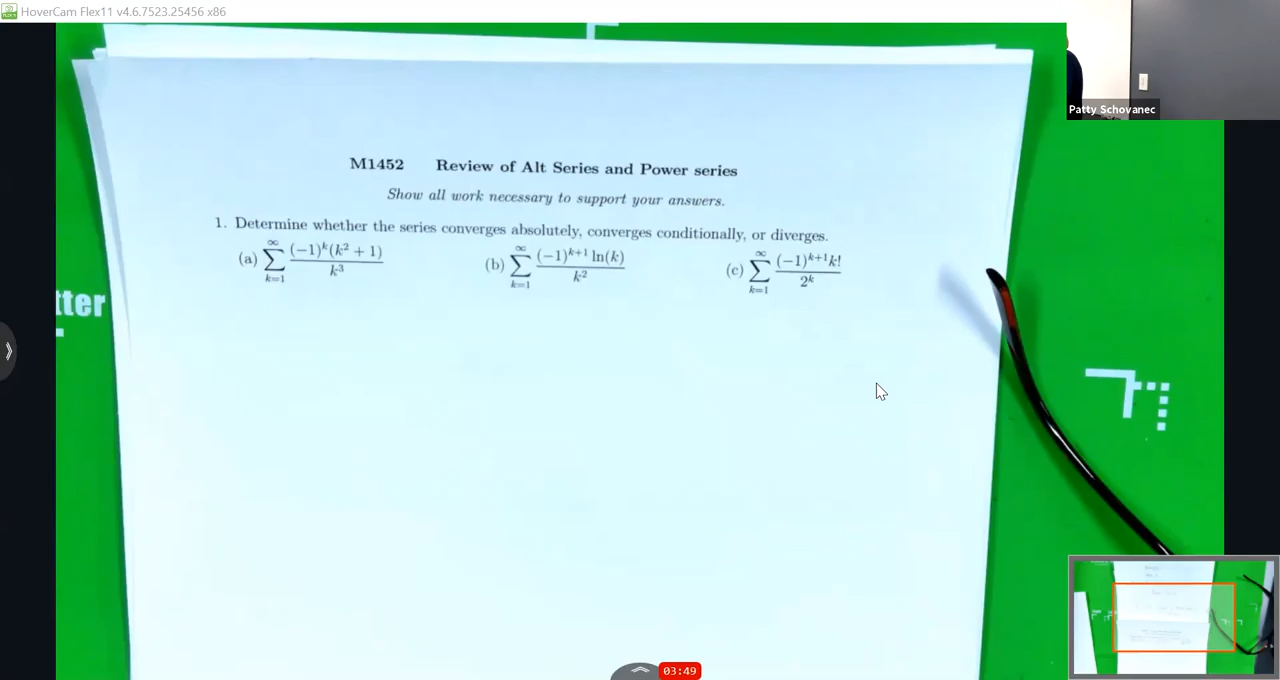 HoverCam Flex11 v4.6.7523.25456 x86
Patty Schovanec
M1452 Review of Alt Series and Power series
Show all work necessary to support your answers.
1. Determine whether the series converges absolutely, converges conditionally, or diverges.
(a) ∑_{k=1}^{∞} (-1)^k(k^2 + 1) / k^3 (b) ∑_{k=1}^{∞} (-1)^{k+1} ln(k) / k^2 (c) ∑_{k=1}^{∞} (-1)^{k+1}k! / 2^k
tter
03:49